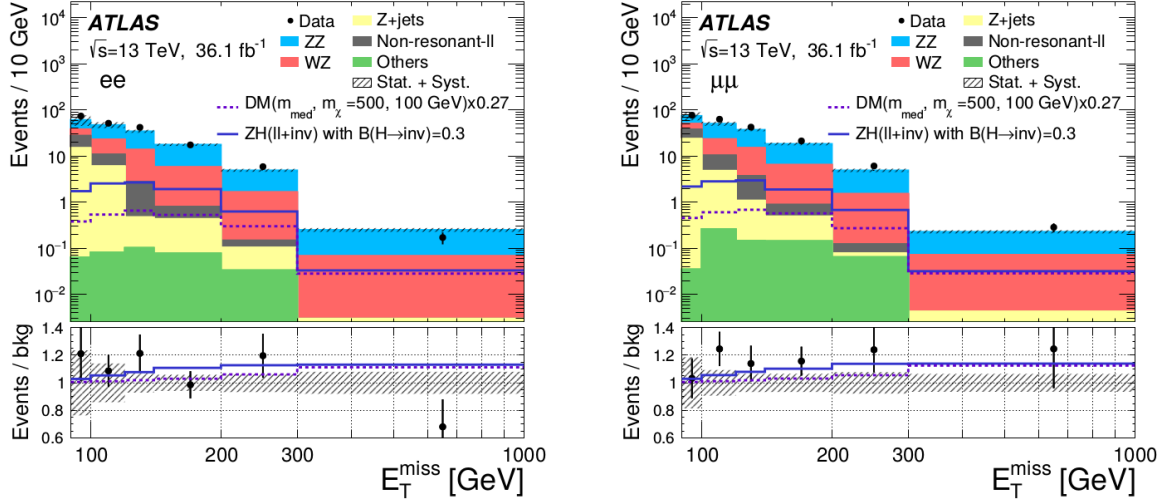 Events / 10 GeV
10⁴
10³
10²
10
1
10⁻¹
10⁻²
ATLAS
√s=13 TeV, 36.1 fb⁻¹
ee
Data
ZZ
WZ
Z+jets
Non-resonant-ll
Others
Stat. + Syst.
DM(m_med, m_χ =500, 100 GeV)x0.27
ZH(ll+inv) with B(H→inv)=0.3
Events / bkg
1.4
1.2
1
0.8
0.6
100
200
300
1000
E_T^miss [GeV]
Events / 10 GeV
10⁴
10³
10²
10
1
10⁻¹
10⁻²
ATLAS
√s=13 TeV, 36.1 fb⁻¹
μμ
Data
ZZ
WZ
Z+jets
Non-resonant-ll
Others
Stat. + Syst.
DM(m_med, m_χ =500, 100 GeV)x0.27
ZH(ll+inv) with B(H→inv)=0.3
Events / bkg
1.4
1.2
1
0.8
0.6
100
200
300
1000
E_T^miss [GeV]